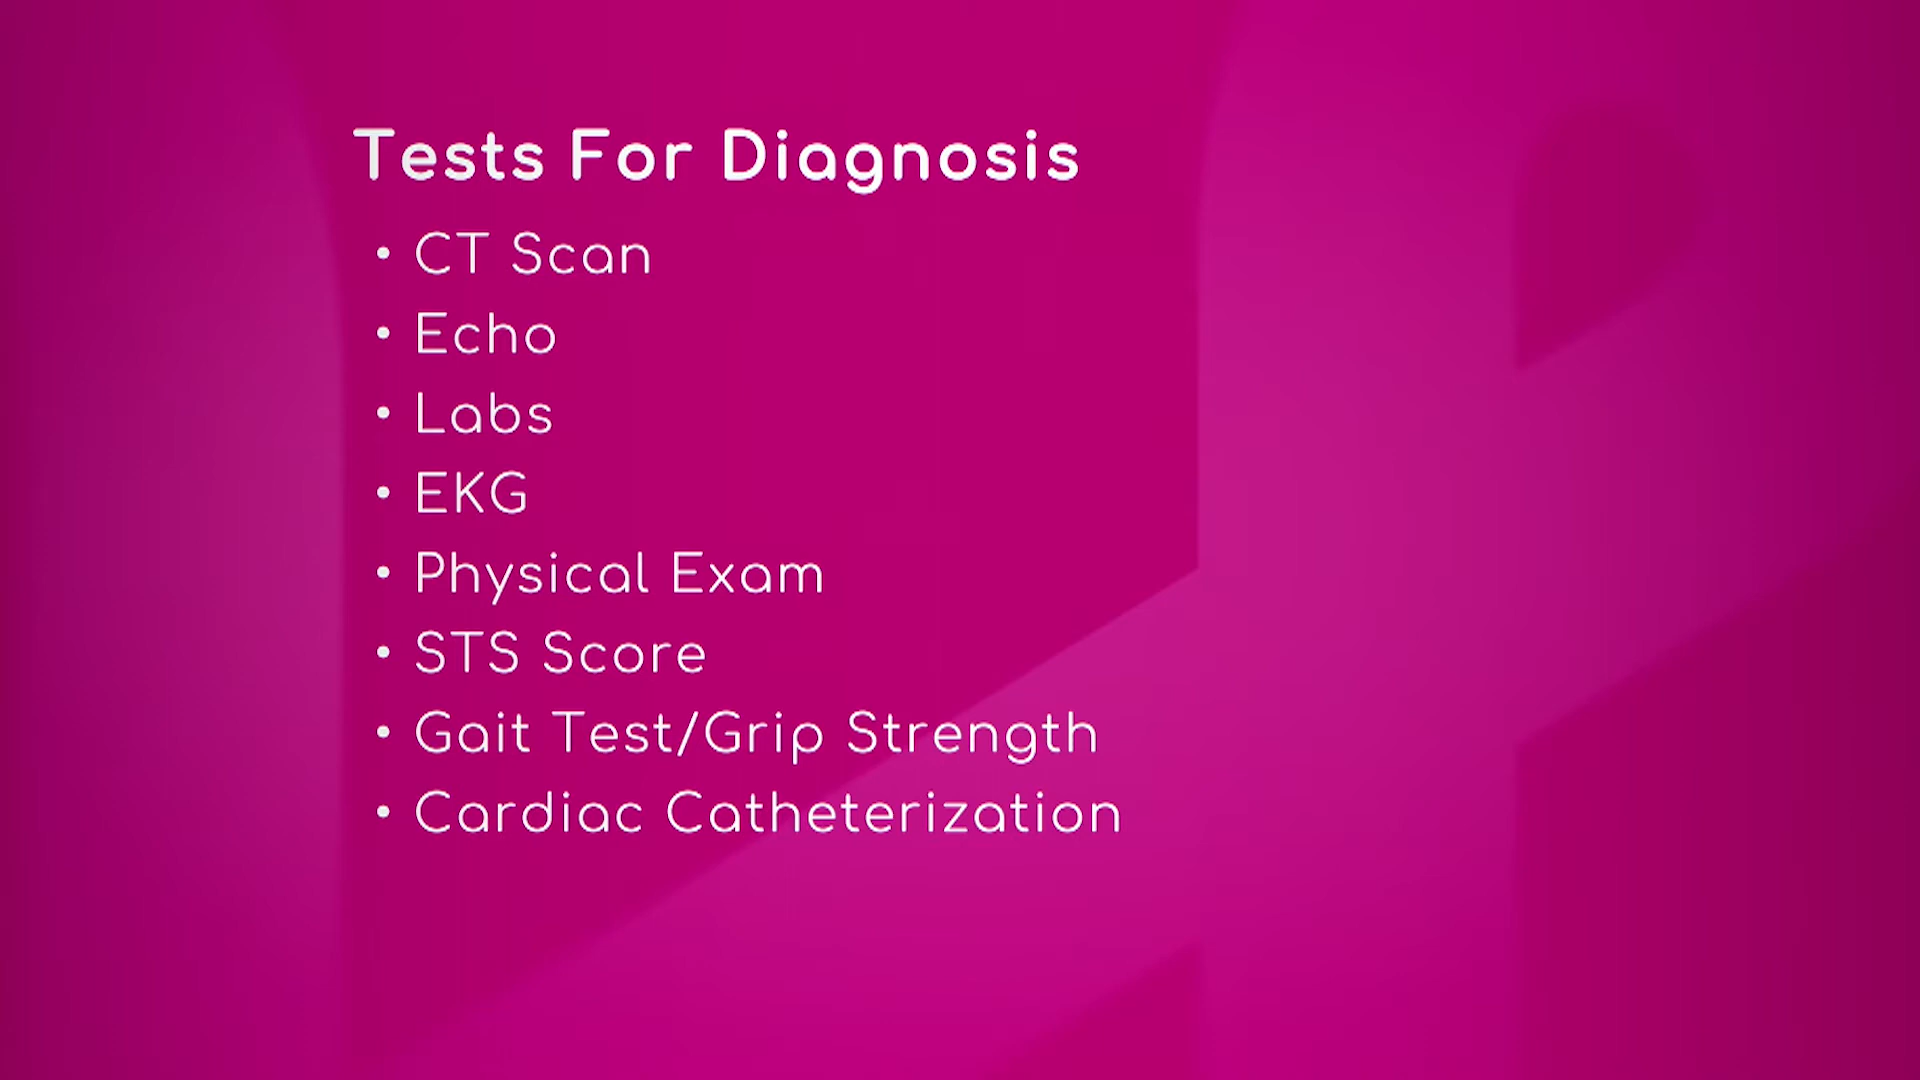 Tests For Diagnosis
• CT Scan
• Echo
• Labs
• EKG
• Physical Exam
• STS Score
• Gait Test/Grip Strength
• Cardiac Catheterization